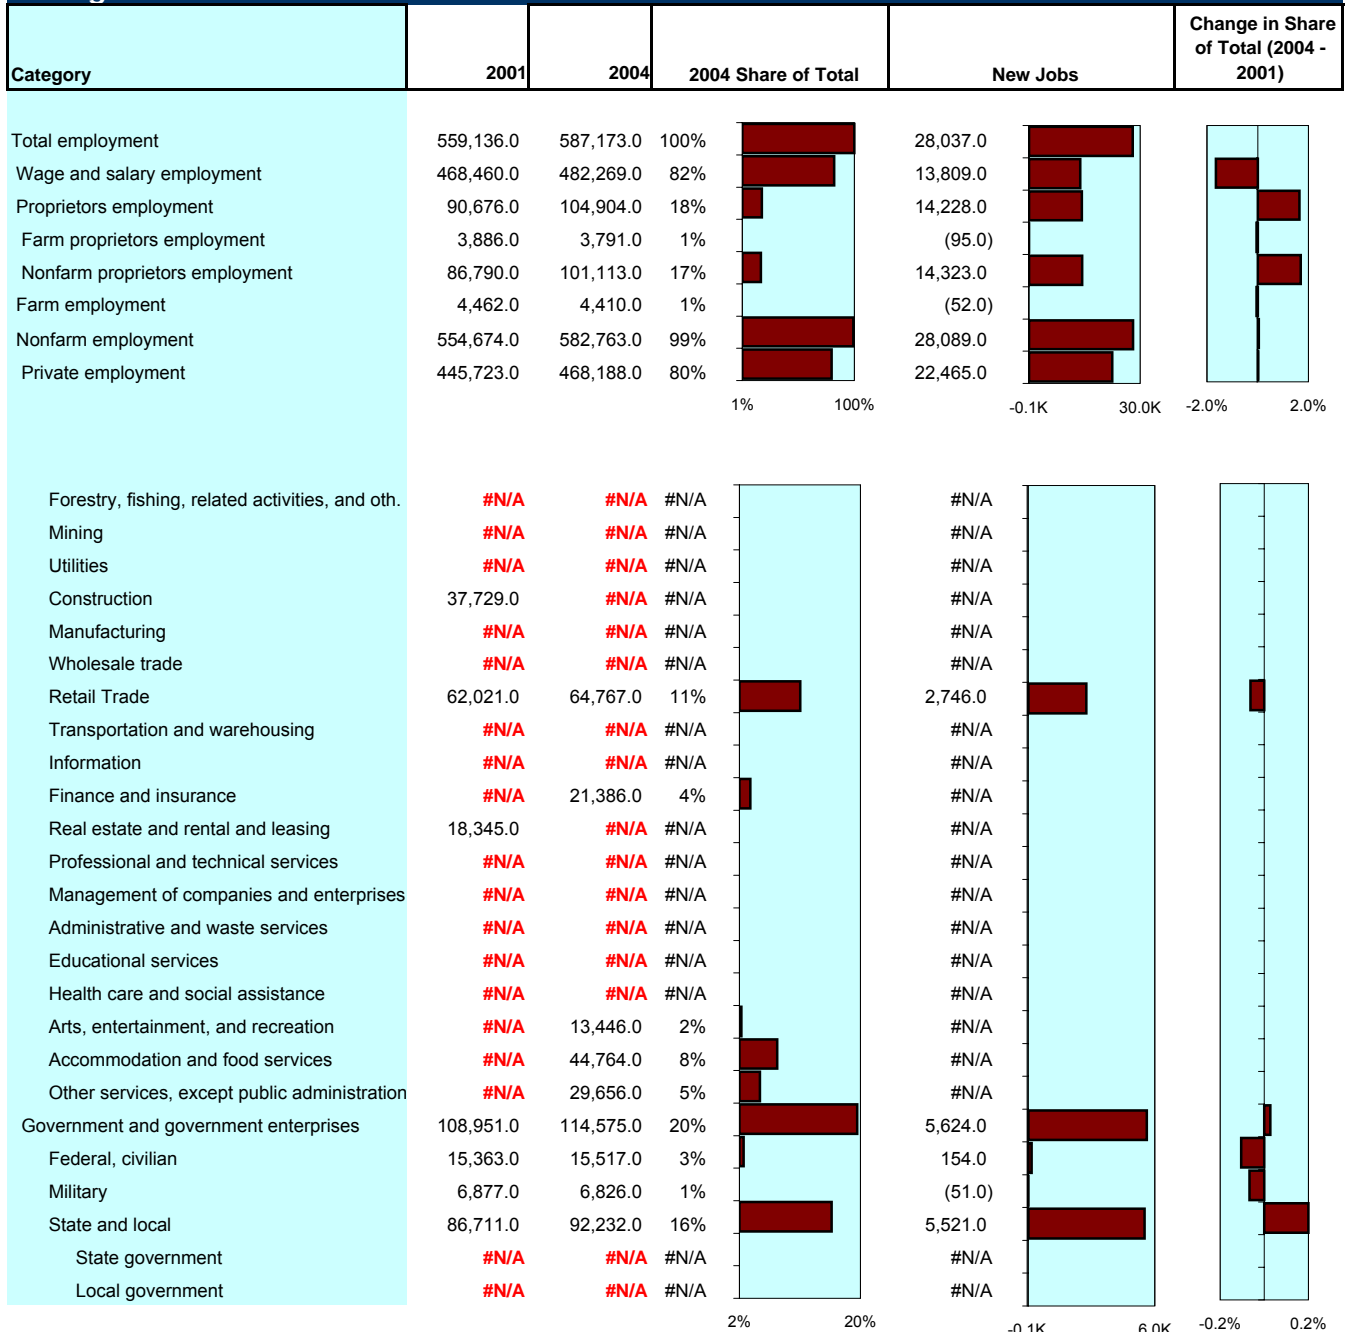 Change in Share
of Total (2004 -
Category 2001 2004 2004 Share of Total New Jobs 2001)
Total employment 559,136.0 587,173.0 100% 28,037.0
Wage and salary employment 468,460.0 482,269.0 82% 13,809.0
Proprietors employment 90,676.0 104,904.0 18% 14,228.0
Farm proprietors employment 3,886.0 3,791.0 1% (95.0)
Nonfarm proprietors employment 86,790.0 101,113.0 17% 14,323.0
Farm employment 4,462.0 4,410.0 1% (52.0)
Nonfarm employment 554,674.0 582,763.0 99% 28,089.0
Private employment 445,723.0 468,188.0 80% 22,465.0
1% 100% -0.1K 30.0K -2.0% 2.0%
Forestry, fishing, related activities, and oth. #N/A #N/A #N/A #N/A
Mining #N/A #N/A #N/A #N/A
Utilities #N/A #N/A #N/A #N/A
Construction 37,729.0 #N/A #N/A #N/A
Manufacturing #N/A #N/A #N/A #N/A
Wholesale trade #N/A #N/A #N/A #N/A
Retail Trade 62,021.0 64,767.0 11% 2,746.0
Transportation and warehousing #N/A #N/A #N/A #N/A
Information #N/A #N/A #N/A #N/A
Finance and insurance #N/A 21,386.0 4% #N/A
Real estate and rental and leasing 18,345.0 #N/A #N/A #N/A
Professional and technical services #N/A #N/A #N/A #N/A
Management of companies and enterprises #N/A #N/A #N/A #N/A
Administrative and waste services #N/A #N/A #N/A #N/A
Educational services #N/A #N/A #N/A #N/A
Health care and social assistance #N/A #N/A #N/A #N/A
Arts, entertainment, and recreation #N/A 13,446.0 2% #N/A
Accommodation and food services #N/A 44,764.0 8% #N/A
Other services, except public administration #N/A 29,656.0 5% #N/A
Government and government enterprises 108,951.0 114,575.0 20% 5,624.0
Federal, civilian 15,363.0 15,517.0 3% 154.0
Military 6,877.0 6,826.0 1% (51.0)
State and local 86,711.0 92,232.0 16% 5,521.0
State government #N/A #N/A #N/A #N/A
Local government #N/A #N/A #N/A #N/A
2% 20% -0.1K 6.0K -0.2% 0.2%